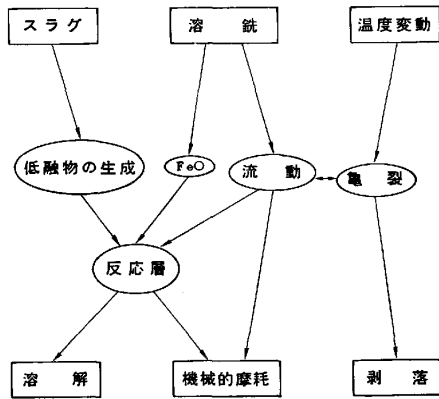 スラグ
溶銑
温度変動
低融物の生成
FeO
流動
亀裂
反応層
溶解
機械的摩耗
剥落